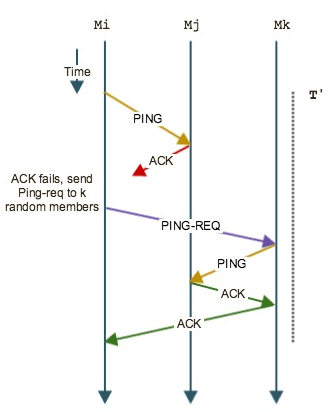 Mi
Mj
Mk
Time
T'
PING
ACK
ACK fails, send
Ping-req to k
random members
PING-REQ
PING
ACK
ACK